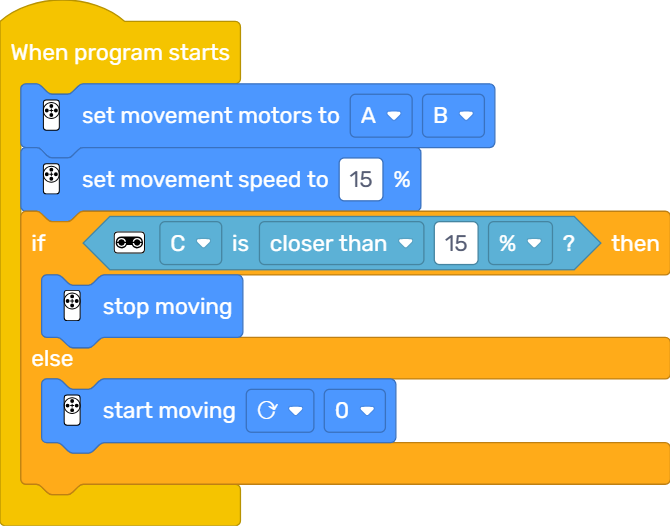 When program starts
set movement motors to A B
set movement speed to 15 %
if C is closer than 15 % ? then
stop moving
else
start moving 0